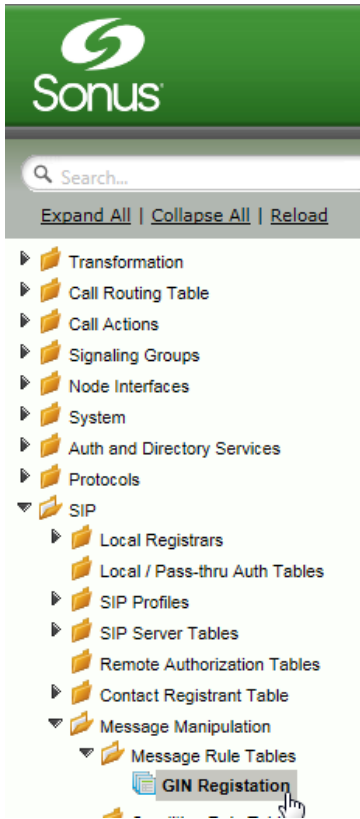 Sonus
Search...
Expand All | Collapse All | Reload
Transformation
Call Routing Table
Call Actions
Signaling Groups
Node Interfaces
System
Auth and Directory Services
Protocols
SIP
Local Registrars
Local / Pass-thru Auth Tables
SIP Profiles
SIP Server Tables
Remote Authorization Tables
Contact Registrant Table
Message Manipulation
Message Rule Tables
GIN Registation